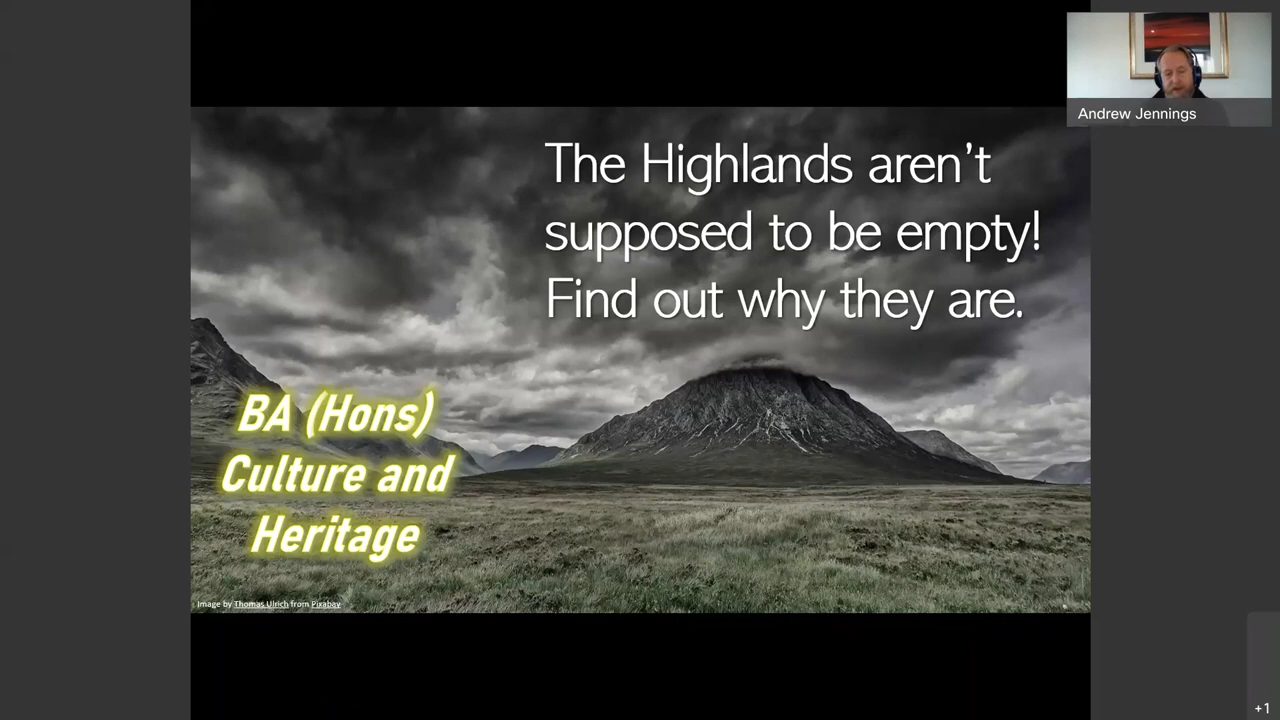 Andrew Jennings
The Highlands aren't
supposed to be empty!
Find out why they are.
BA (Hons)
Culture and
Heritage
Image by Thomas Ulrich from Pixabay
+1